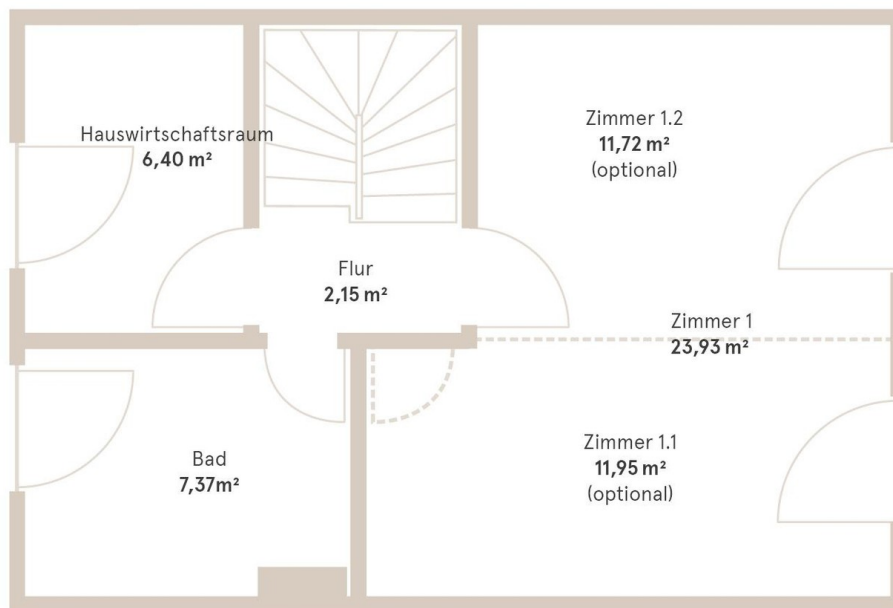 Hauswirtschaftsraum
6,40 m²
Zimmer 1.2
11,72 m²
(optional)
Flur
2,15 m²
Zimmer 1
23,93 m²
Bad
7,37m²
Zimmer 1.1
11,95 m²
(optional)